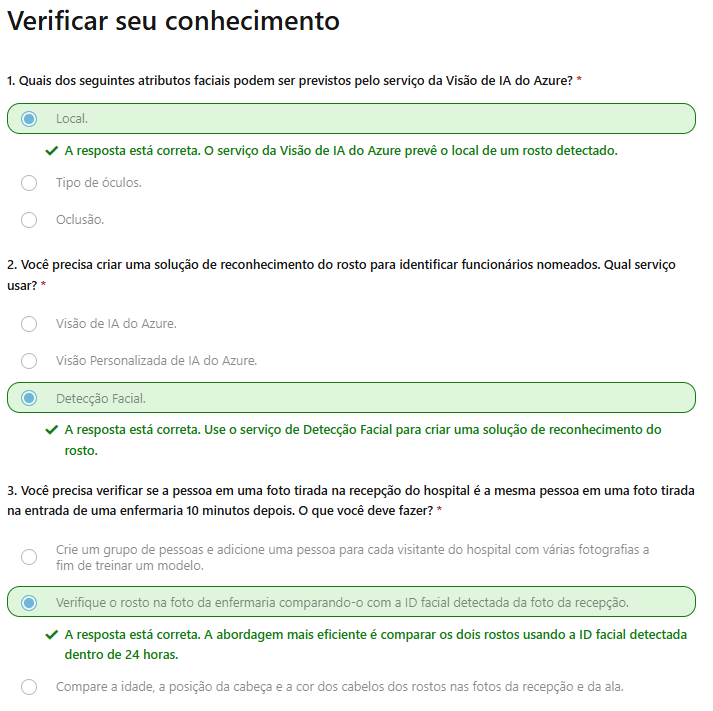 Verificar seu conhecimento
1. Quais dos seguintes atributos faciais podem ser previstos pelo serviço da Visão de IA do Azure? *
Local.
A resposta está correta. O serviço da Visão de IA do Azure prevê o local de um rosto detectado.
Tipo de óculos.
Oclusão.
2. Você precisa criar uma solução de reconhecimento do rosto para identificar funcionários nomeados. Qual serviço
usar? *
Visão de IA do Azure.
Visão Personalizada de IA do Azure.
Detecção Facial.
A resposta está correta. Use o serviço de Detecção Facial para criar uma solução de reconhecimento do
rosto.
3. Você precisa verificar se a pessoa em uma foto tirada na recepção do hospital é a mesma pessoa em uma foto tirada
na entrada de uma enfermaria 10 minutos depois. O que você deve fazer? *
Crie um grupo de pessoas e adicione uma pessoa para cada visitante do hospital com várias fotografias a
fim de treinar um modelo.
Verifique o rosto na foto da enfermaria comparando-o com a ID facial detectada da foto da recepção.
A resposta está correta. A abordagem mais eficiente é comparar os dois rostos usando a ID facial detectada
dentro de 24 horas.
Compare a idade, a posição da cabeça e a cor dos cabelos dos rostos nas fotos da recepção e da ala.